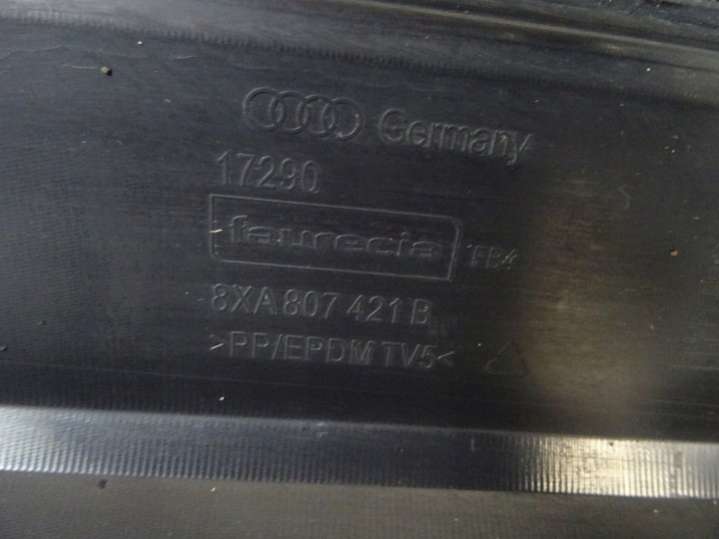 Germany
17290
faurecia
8XA 807 421 B
>PP/EPDM TV5<